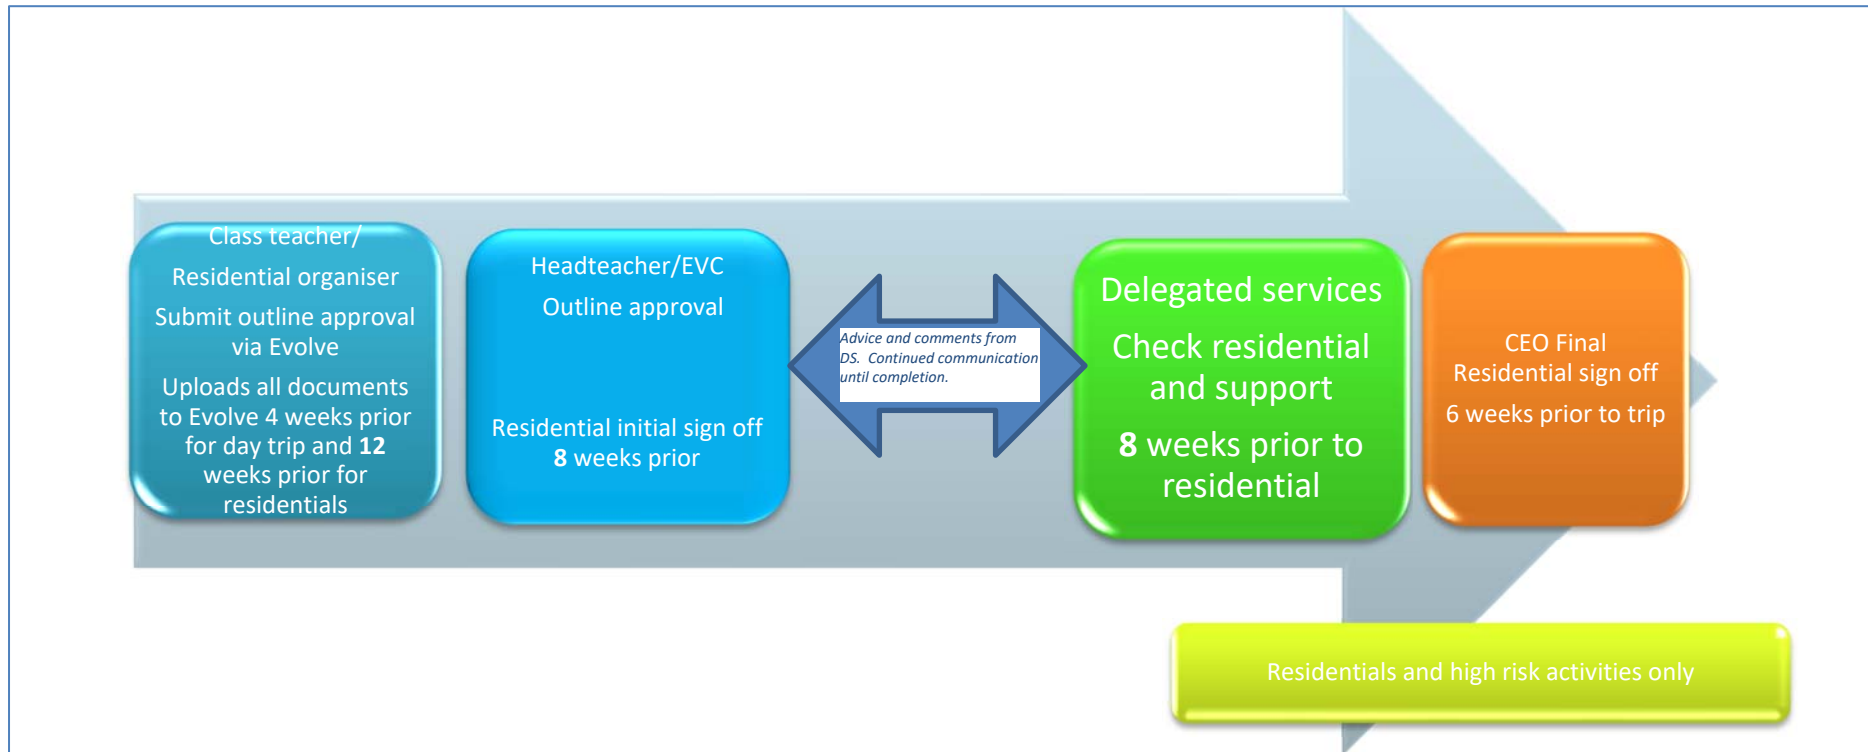 Class teacher/
Residential organiser
Submit outline approval
via Evolve
Uploads all documents
to Evolve 4 weeks prior
for day trip and 12
weeks prior for
residentials
Headteacher/EVC
Outline approval
Residential initial sign off
8 weeks prior
Advice and comments from
DS.  Continued communication
until completion.
Delegated services
Check residential
and support
8 weeks prior to
residential
CEO Final
Residential sign off
6 weeks prior to trip
Residentials and high risk activities only